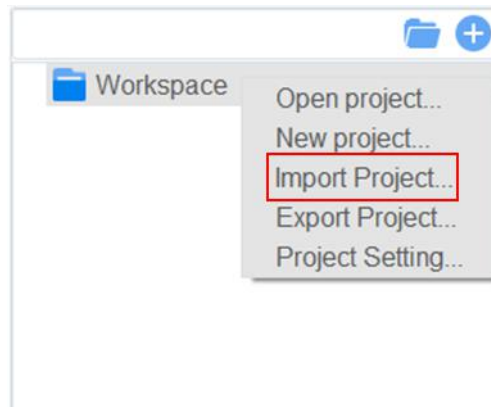 Workspace
Open project...
New project...
Import Project...
Export Project...
Project Setting...